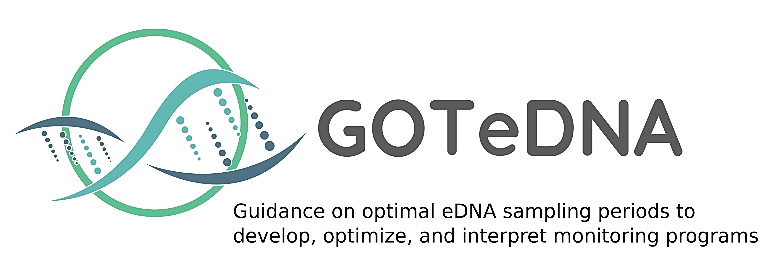 GOTeDNA
Guidance on optimal eDNA sampling periods to
develop, optimize, and interpret monitoring programs